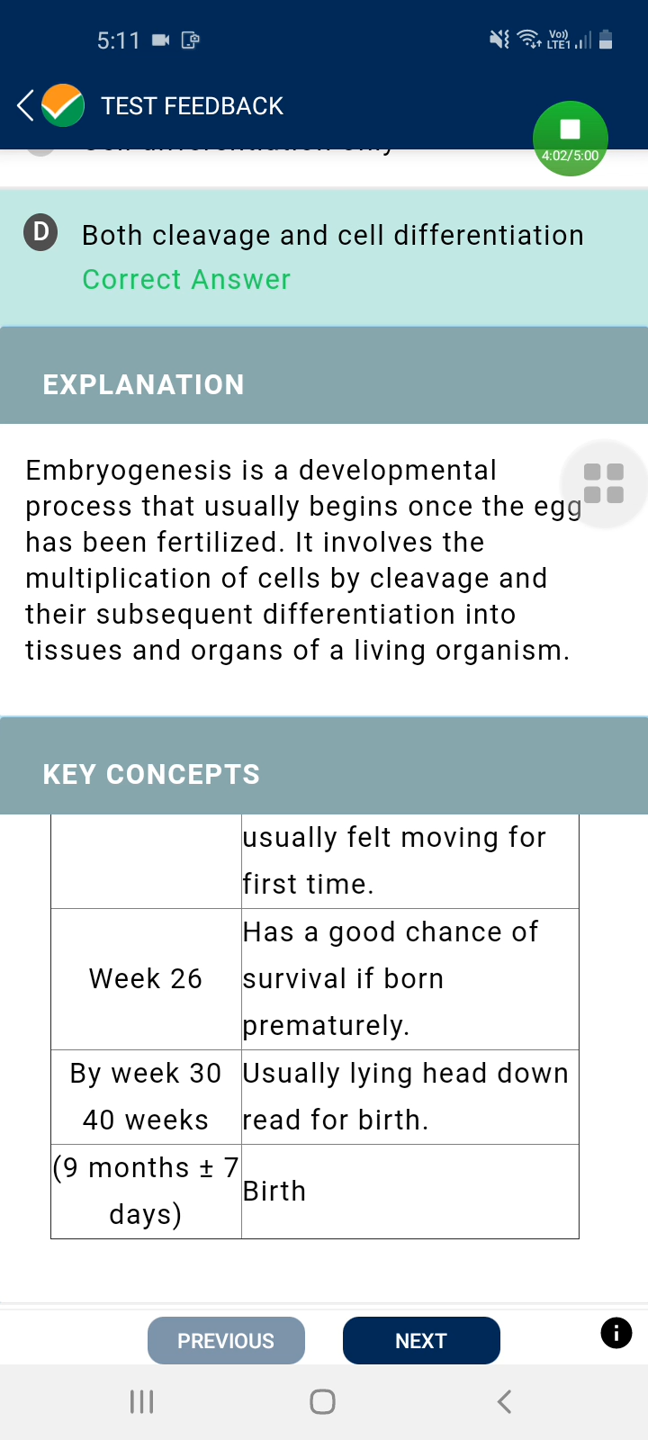 5:11
Vo))
LTE1
TEST FEEDBACK
4:02/5:00
D Both cleavage and cell differentiation
Correct Answer
EXPLANATION
Embryogenesis is a developmental
process that usually begins once the egg
has been fertilized. It involves the
multiplication of cells by cleavage and
their subsequent differentiation into
tissues and organs of a living organism.
KEY CONCEPTS
usually felt moving for
first time.
Week 26
Has a good chance of
survival if born
prematurely.
By week 30
40 weeks
Usually lying head down
read for birth.
(9 months ± 7
days)
Birth
PREVIOUS
NEXT